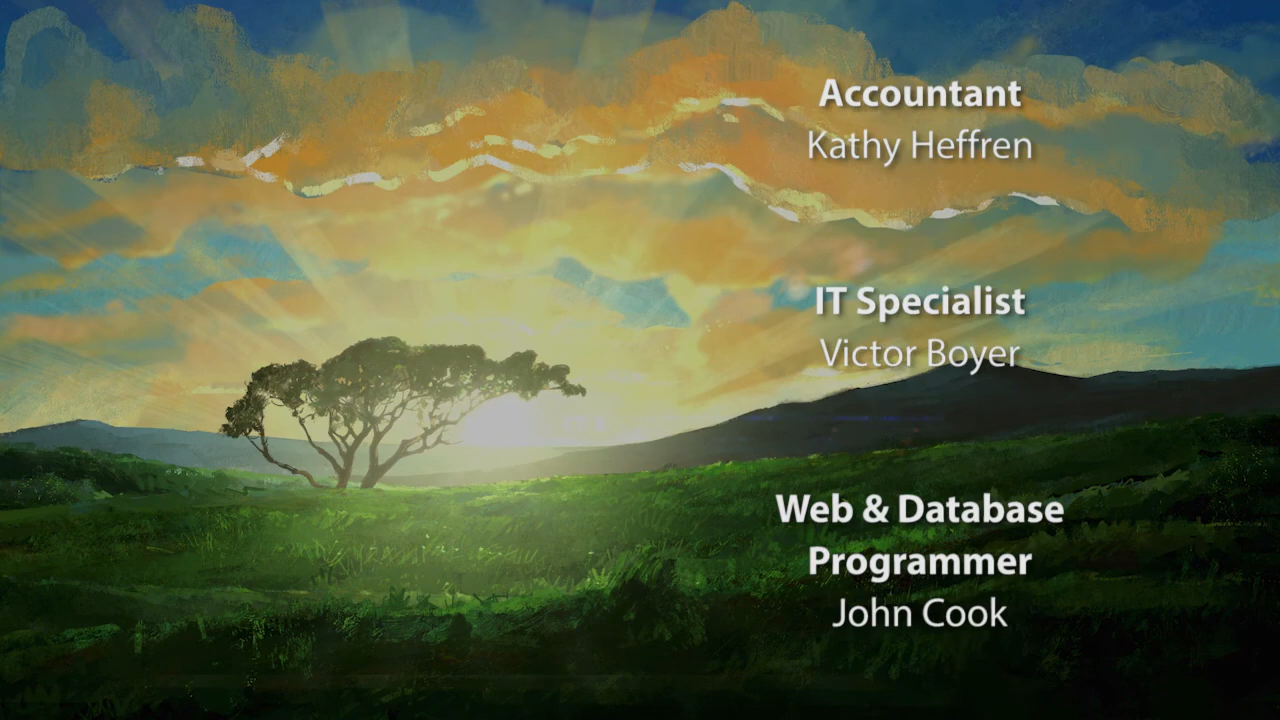 Accountant
Kathy Heffren
IT Specialist
Victor Boyer
Web & Database
Programmer
John Cook